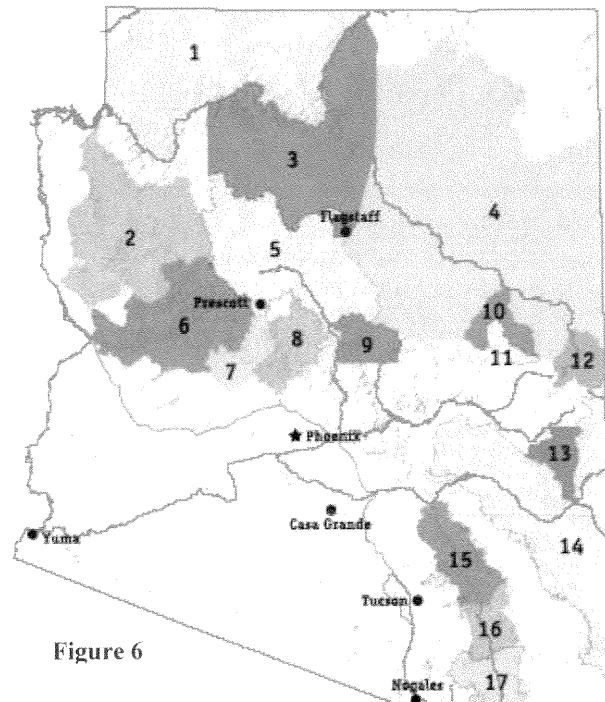 1
3
4
Flagstaff
2
5
Prescott
6
10
8
9
11
12
7
Phoenix
13
Casa Grande
14
Yuma
15
Tucson
16
Figure 6
Nogales
17